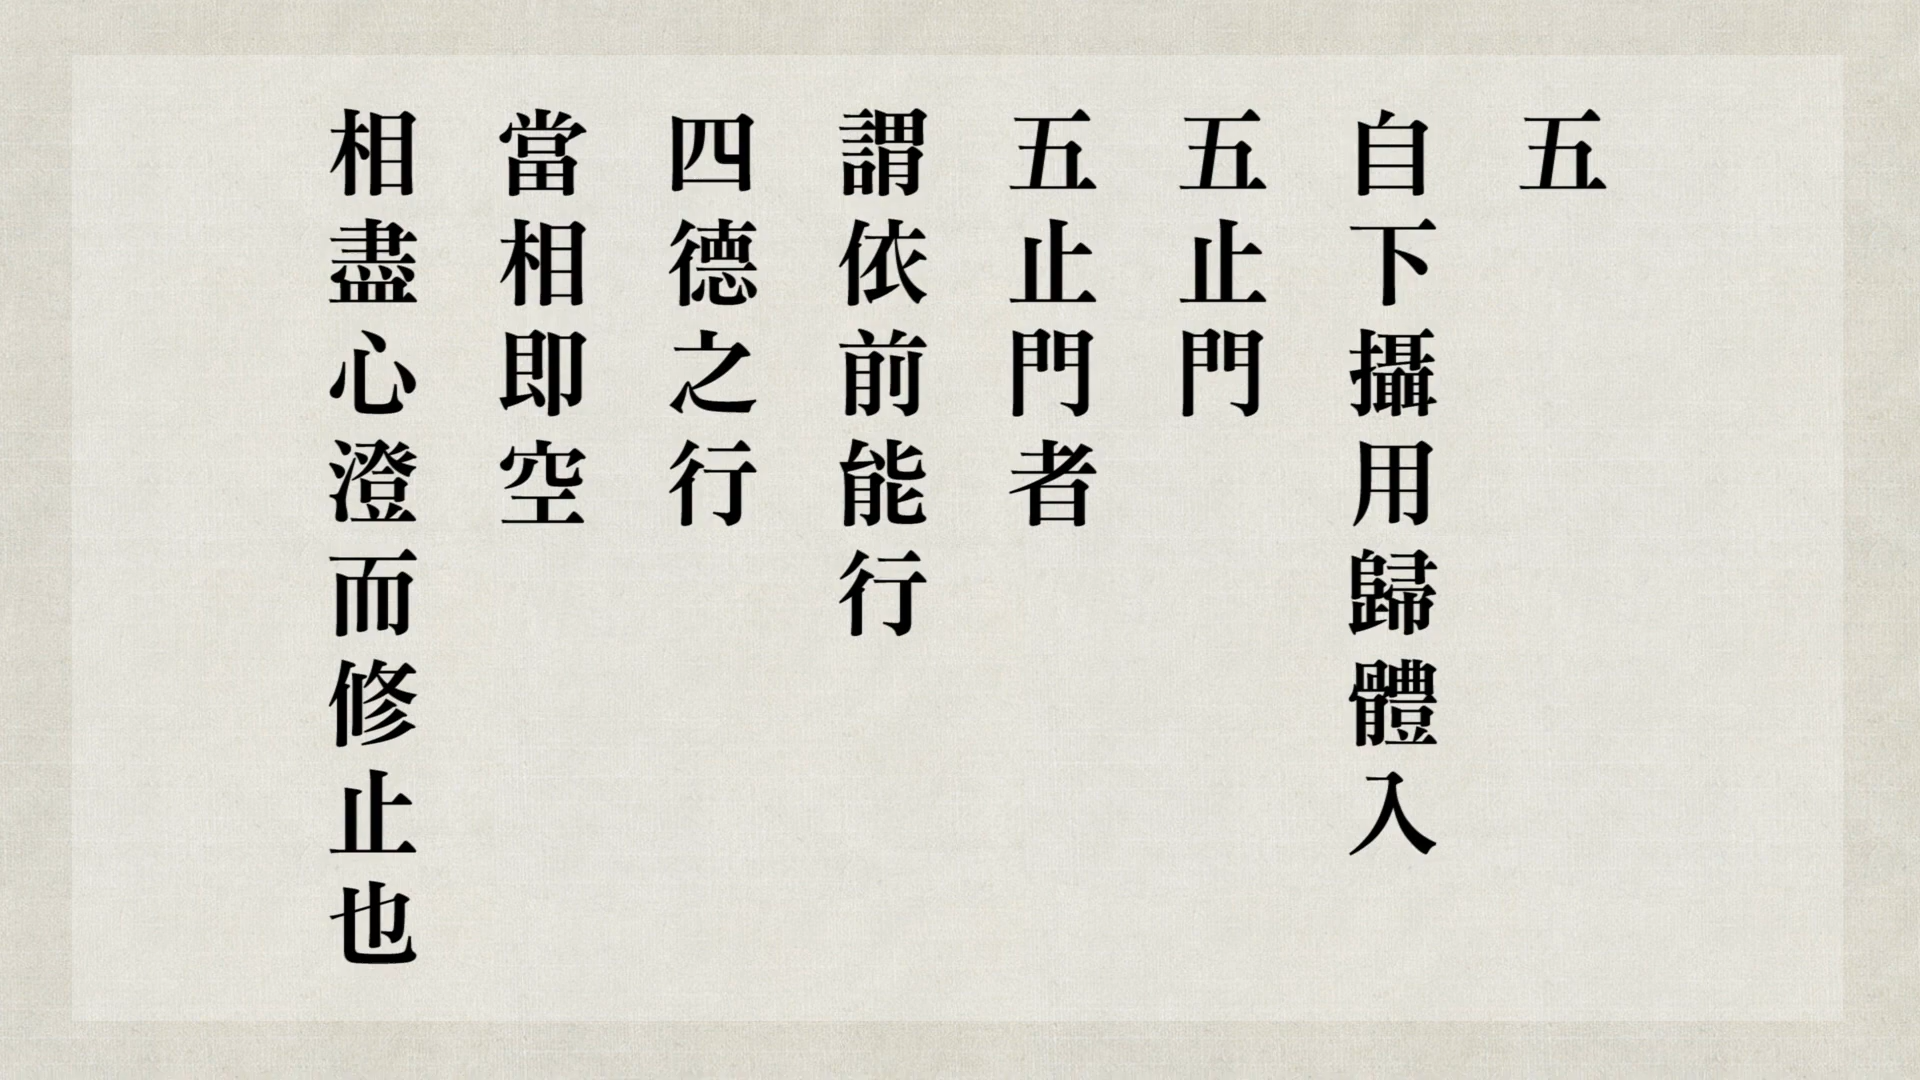 五
自下攝用歸體入
五止門
五止門者
謂依前能行
四德之行
當相即空
相盡心澄而修止也